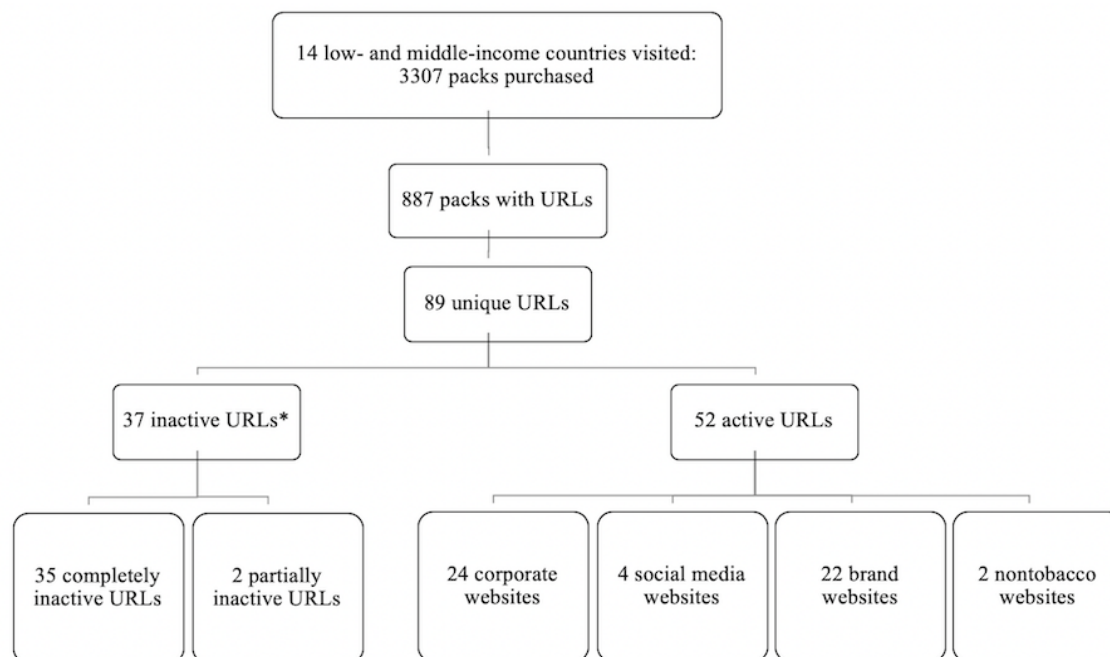 14 low- and middle-income countries visited:
3307 packs purchased
887 packs with URLs
89 unique URLs
37 inactive URLs*
52 active URLs
35 completely
inactive URLs
2 partially
inactive URLs
24 corporate
websites
4 social media
websites
22 brand
websites
2 nontobacco
websites